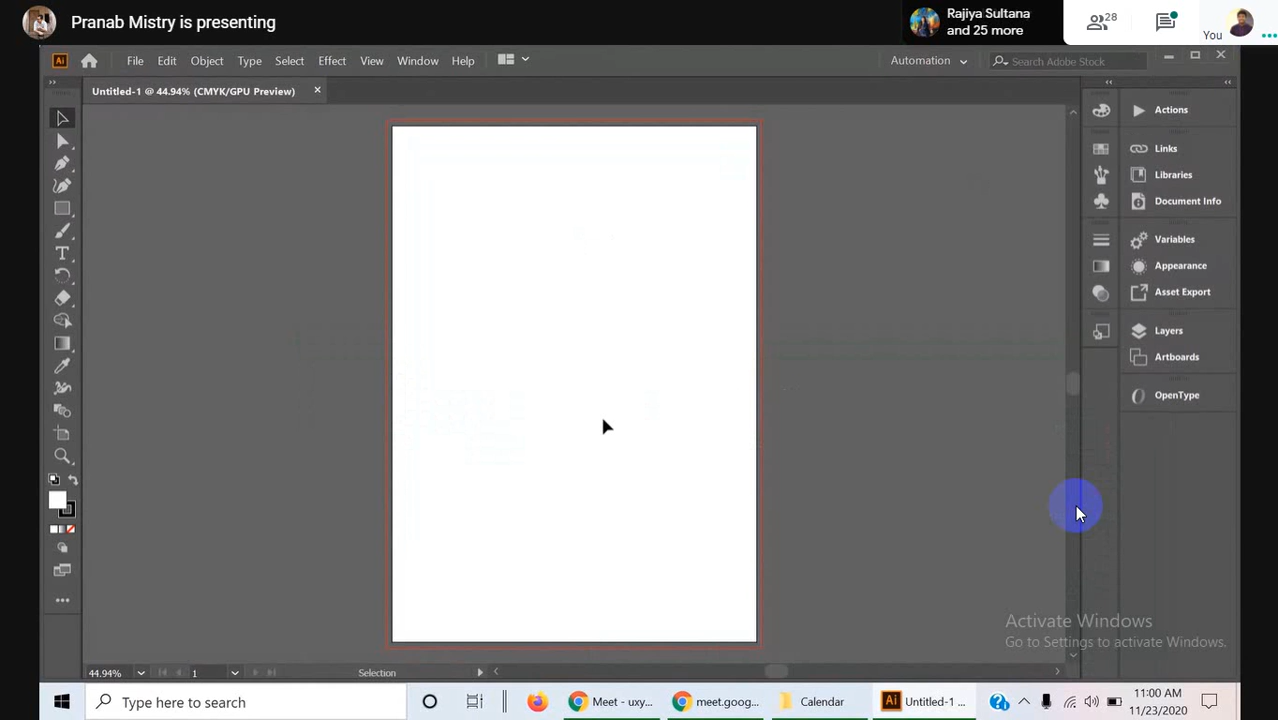 Pranab Mistry is presenting
Rajiya Sultana
and 25 more
28
You
Ai
File Edit Object Type Select Effect View Window Help
Automation
Search Adobe Stock
Untitled-1 @ 44.94% (CMYK/GPU Preview)
Actions
Links
Libraries
Document Info
Variables
Appearance
Asset Export
Layers
Artboards
OpenType
Activate Windows
Go to Settings to activate Windows.
44.94%
1
Selection
Type here to search
Meet - uxy...
meet.goog...
Calendar
Ai
Untitled-1 ...
11:00 AM
11/23/2020